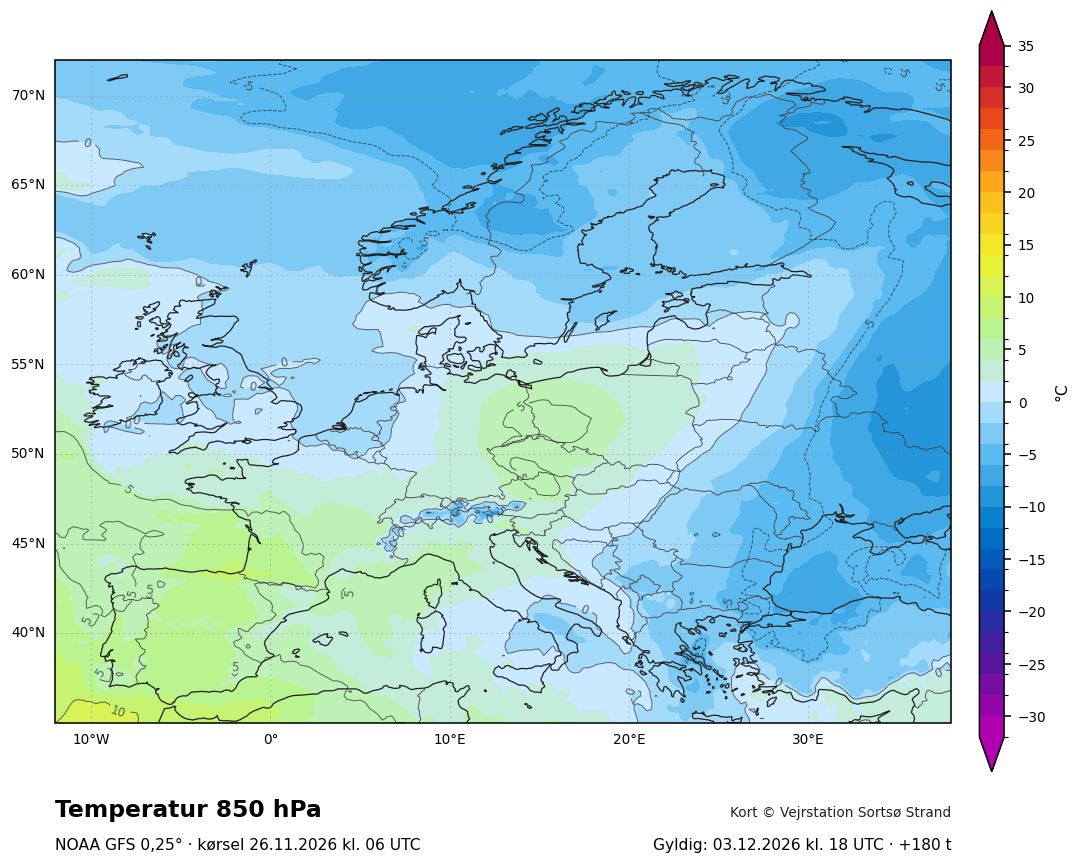 70°N
65°N
60°N
55°N
50°N
45°N
40°N
10°W
0°
10°E
20°E
30°E
35
30
25
20
15
10
5
0
−5
−10
−15
−20
−25
−30
°C
Temperatur 850 hPa
Kort © Vejrstation Sortsø Strand
NOAA GFS 0,25° · kørsel 26.11.2026 kl. 06 UTC
Gyldig: 03.12.2026 kl. 18 UTC · +180 t